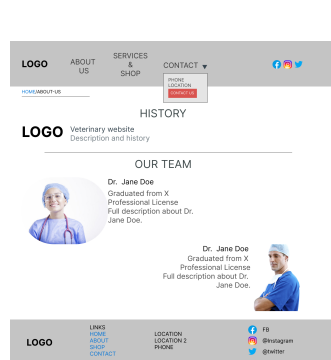 LOGO
ABOUT
US
SERVICES
&
SHOP
CONTACT ▼
PHONE
LOCATION
CONTACT US
HOME/ABOUT-US
HISTORY
LOGO
Veterinary website
Description and history
OUR TEAM
Dr. Jane Doe
Graduated from X
Professional License
Full description about Dr.
Jane Doe.
Dr. Jane Doe
Graduated from X
Professional License
Full description about Dr.
Jane Doe.
LOGO
LINKS
HOME
ABOUT
SHOP
CONTACT
LOCATION
LOCATION 2
PHONE
FB
@Instagram
@twitter